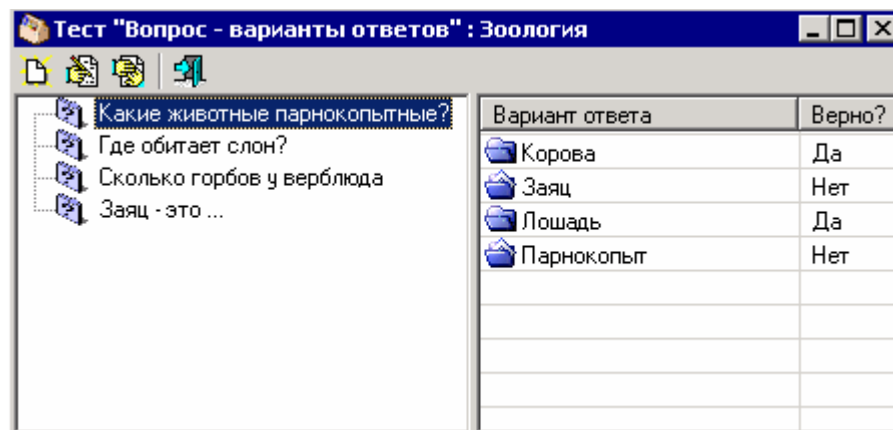 Тест "Вопрос - варианты ответов" : Зоология
Какие животные парнокопытные?
Где обитает слон?
Сколько горбов у верблюда
Заяц - это ...
Вариант ответа Верно?
Корова Да
Заяц Нет
Лошадь Да
Парнокопыт Нет